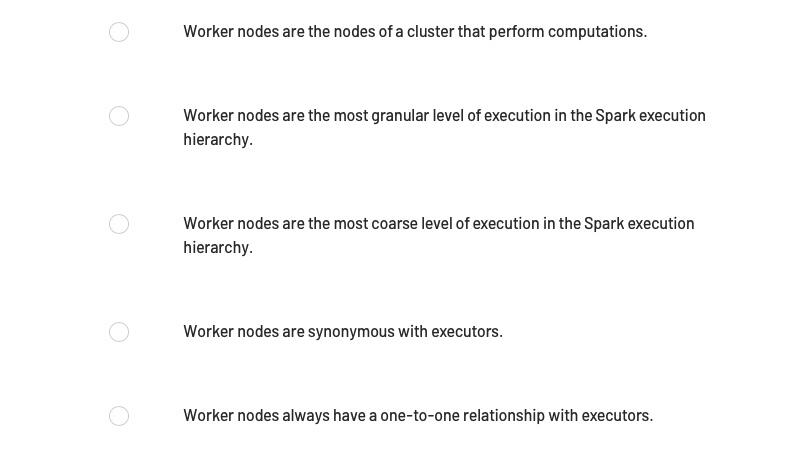 Worker nodes are the nodes of a cluster that perform computations.
Worker nodes are the most granular level of execution in the Spark execution
hierarchy.
Worker nodes are the most coarse level of execution in the Spark execution
hierarchy.
Worker nodes are synonymous with executors.
Worker nodes always have a one-to-one relationship with executors.